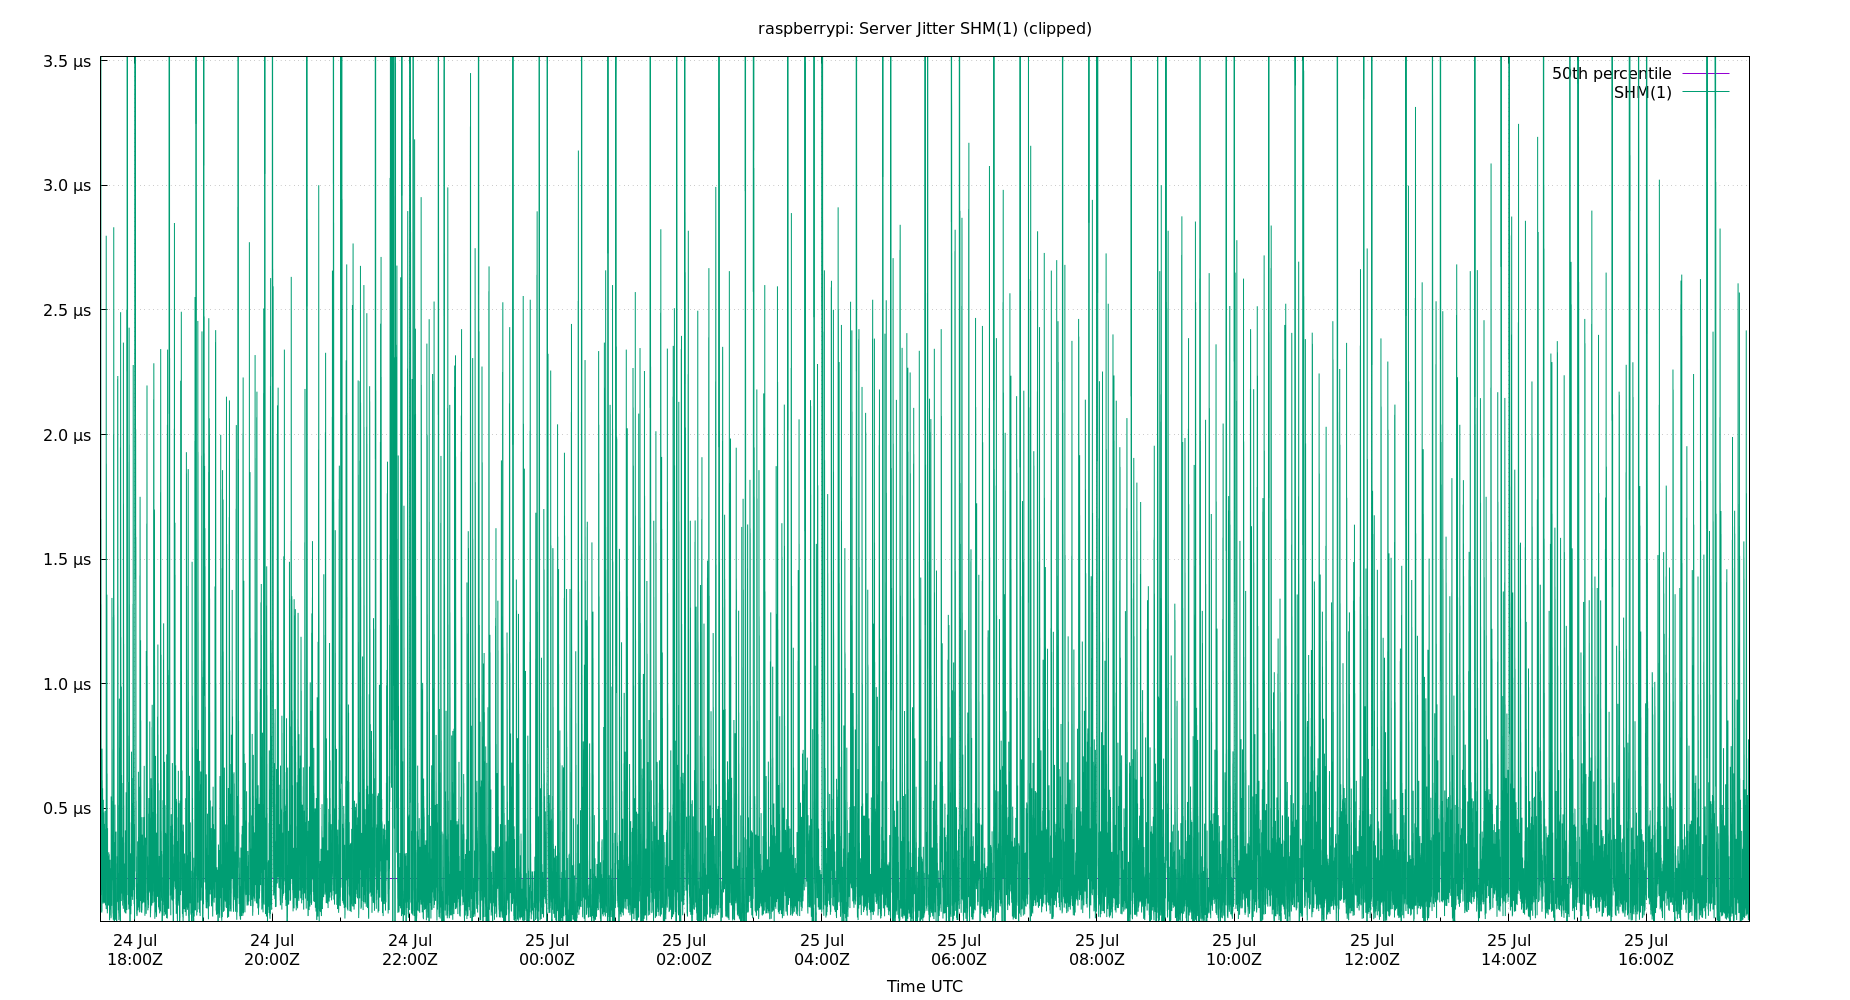 raspberrypi: Server Jitter SHM(1) (clipped)
3.5 µs
3.0 µs
2.5 µs
2.0 µs
1.5 µs
1.0 µs
0.5 µs
50th percentile
SHM(1)
24 Jul 24 Jul 24 Jul 25 Jul 25 Jul 25 Jul 25 Jul 25 Jul 25 Jul 25 Jul 25 Jul 25 Jul
18:00Z 20:00Z 22:00Z 00:00Z 02:00Z 04:00Z 06:00Z 08:00Z 10:00Z 12:00Z 14:00Z 16:00Z
Time UTC